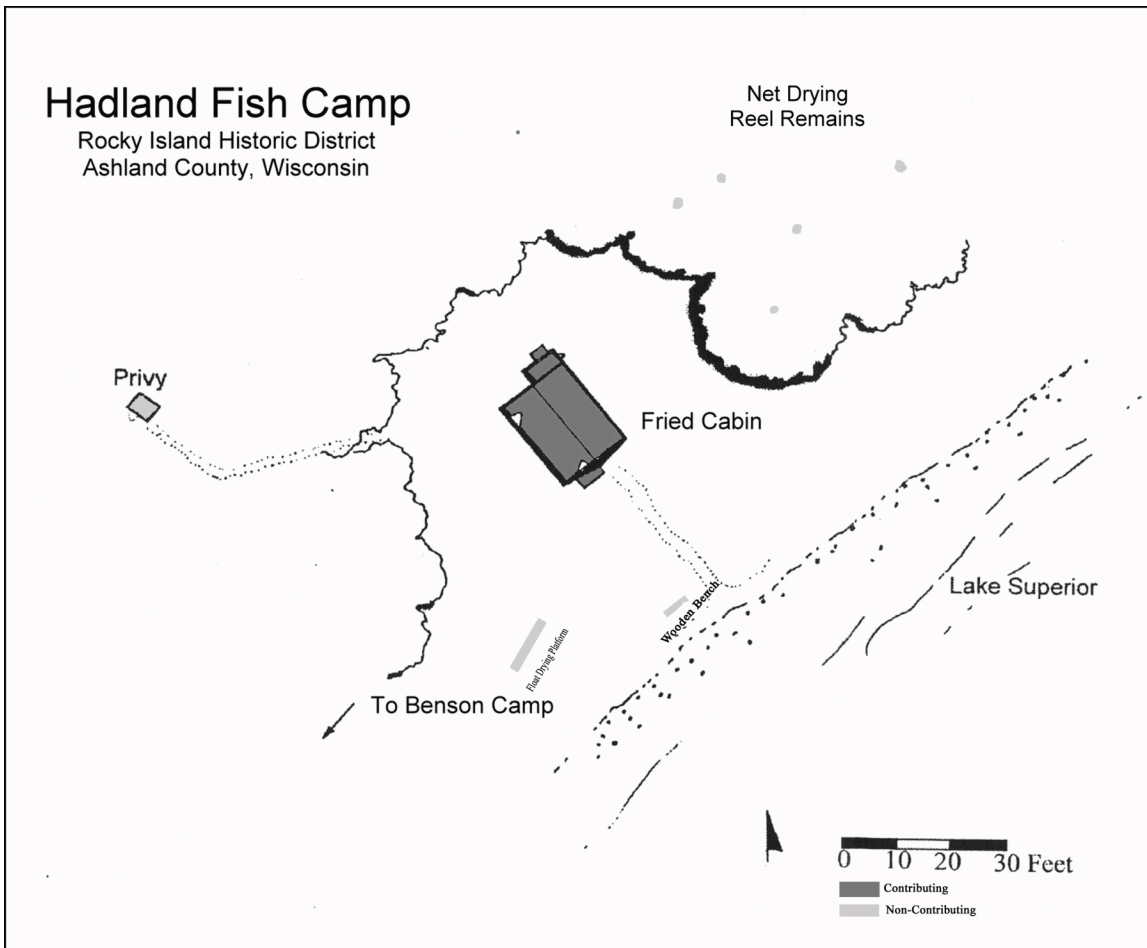 Hadland Fish Camp
Rocky Island Historic District
Ashland County, Wisconsin
Net Drying
Reel Remains
Privy
Fried Cabin
Lake Superior
Wooden Bench
Float Drying Platform
To Benson Camp
0 10 20 30 Feet
Contributing
Non-Contributing